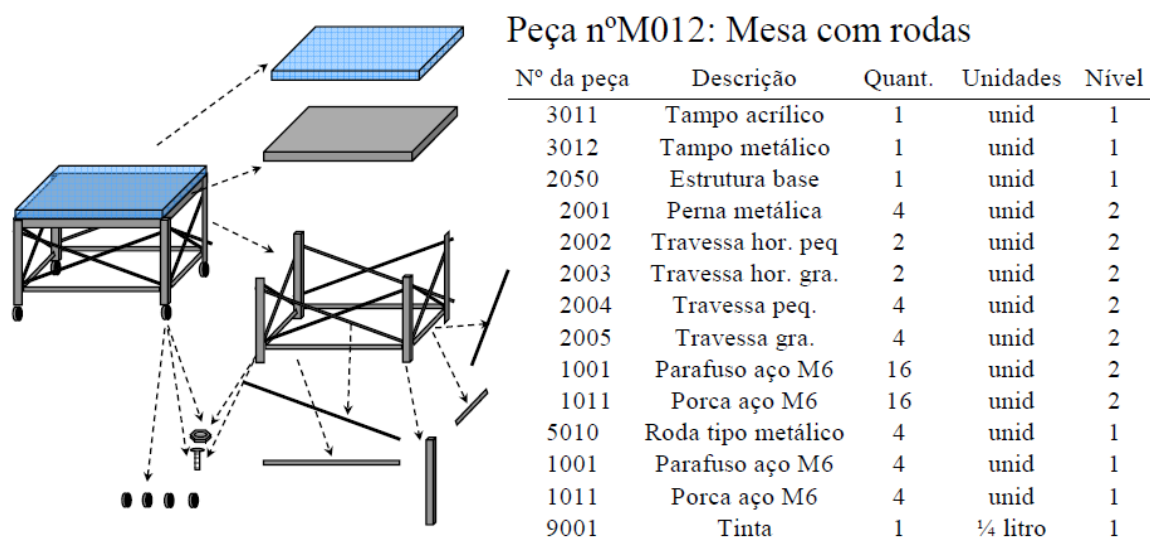 Peça nºM012: Mesa com rodas
Nº da peça Descrição Quant. Unidades Nível
3011 Tampo acrílico 1 unid 1
3012 Tampo metálico 1 unid 1
2050 Estrutura base 1 unid 1
2001 Perna metálica 4 unid 2
2002 Travessa hor. peq 2 unid 2
2003 Travessa hor. gra. 2 unid 2
2004 Travessa peq. 4 unid 2
2005 Travessa gra. 4 unid 2
1001 Parafuso aço M6 16 unid 2
1011 Porca aço M6 16 unid 2
5010 Roda tipo metálico 4 unid 1
1001 Parafuso aço M6 4 unid 1
1011 Porca aço M6 4 unid 1
9001 Tinta 1 ¼ litro 1